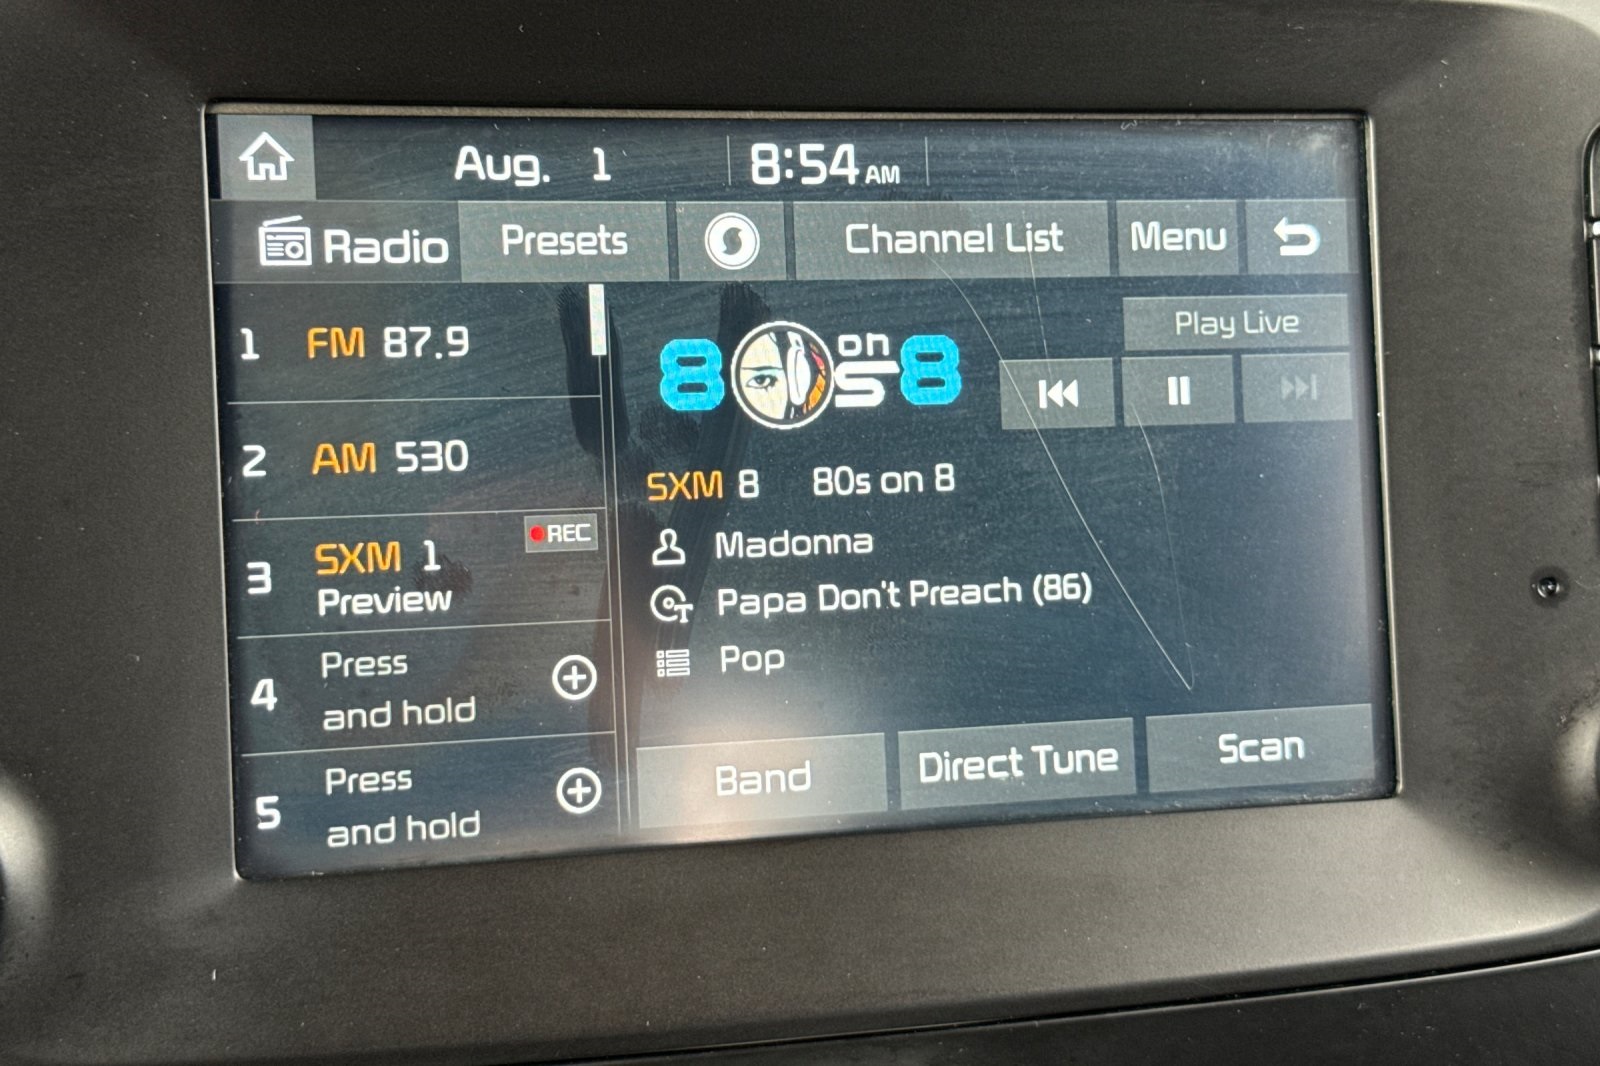 Aug. 1 8:54 AM
Radio Presets Channel List Menu
1 FM 87.9
2 AM 530
3 SXM 1 REC
Preview
4 Press
and hold
5 Press
and hold
80s on 8
Play Live
SXM 8 80s on 8
Madonna
T Papa Don't Preach (86)
Pop
Band Direct Tune Scan